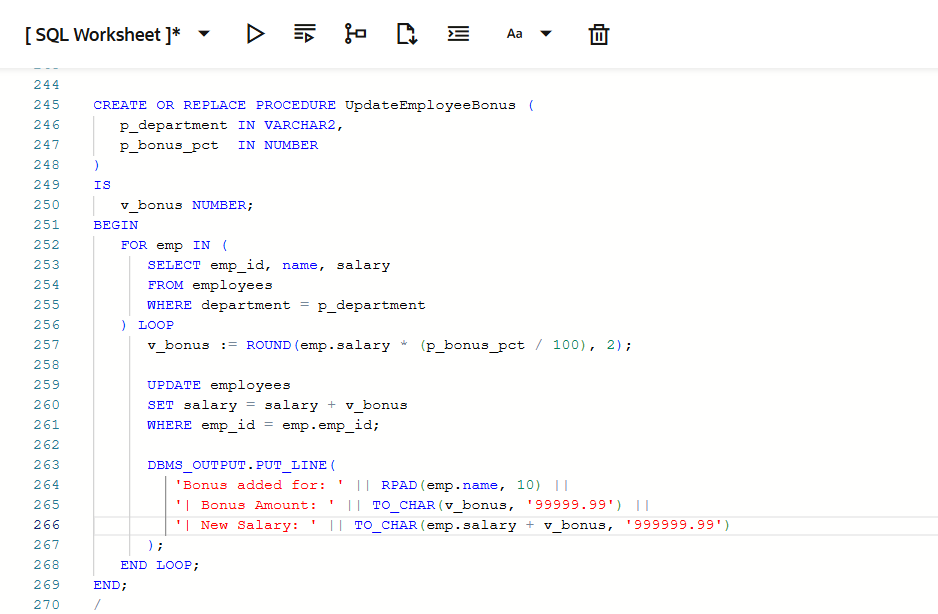 [ SQL Worksheet ]* Aa
244
245 CREATE OR REPLACE PROCEDURE UpdateEmployeeBonus (
246 p_department IN VARCHAR2,
247 p_bonus_pct  IN NUMBER
248 )
249 IS
250 v_bonus NUMBER;
251 BEGIN
252 FOR emp IN (
253 SELECT emp_id, name, salary
254 FROM employees
255 WHERE department = p_department
256 ) LOOP
257 v_bonus := ROUND(emp.salary * (p_bonus_pct / 100), 2);
258
259 UPDATE employees
260 SET salary = salary + v_bonus
261 WHERE emp_id = emp.emp_id;
262
263 DBMS_OUTPUT.PUT_LINE(
264 'Bonus added for: ' || RPAD(emp.name, 10) ||
265 '| Bonus Amount: ' || TO_CHAR(v_bonus, '99999.99') ||
266 '| New Salary: ' || TO_CHAR(emp.salary + v_bonus, '999999.99')
267 );
268 END LOOP;
269 END;
270 /